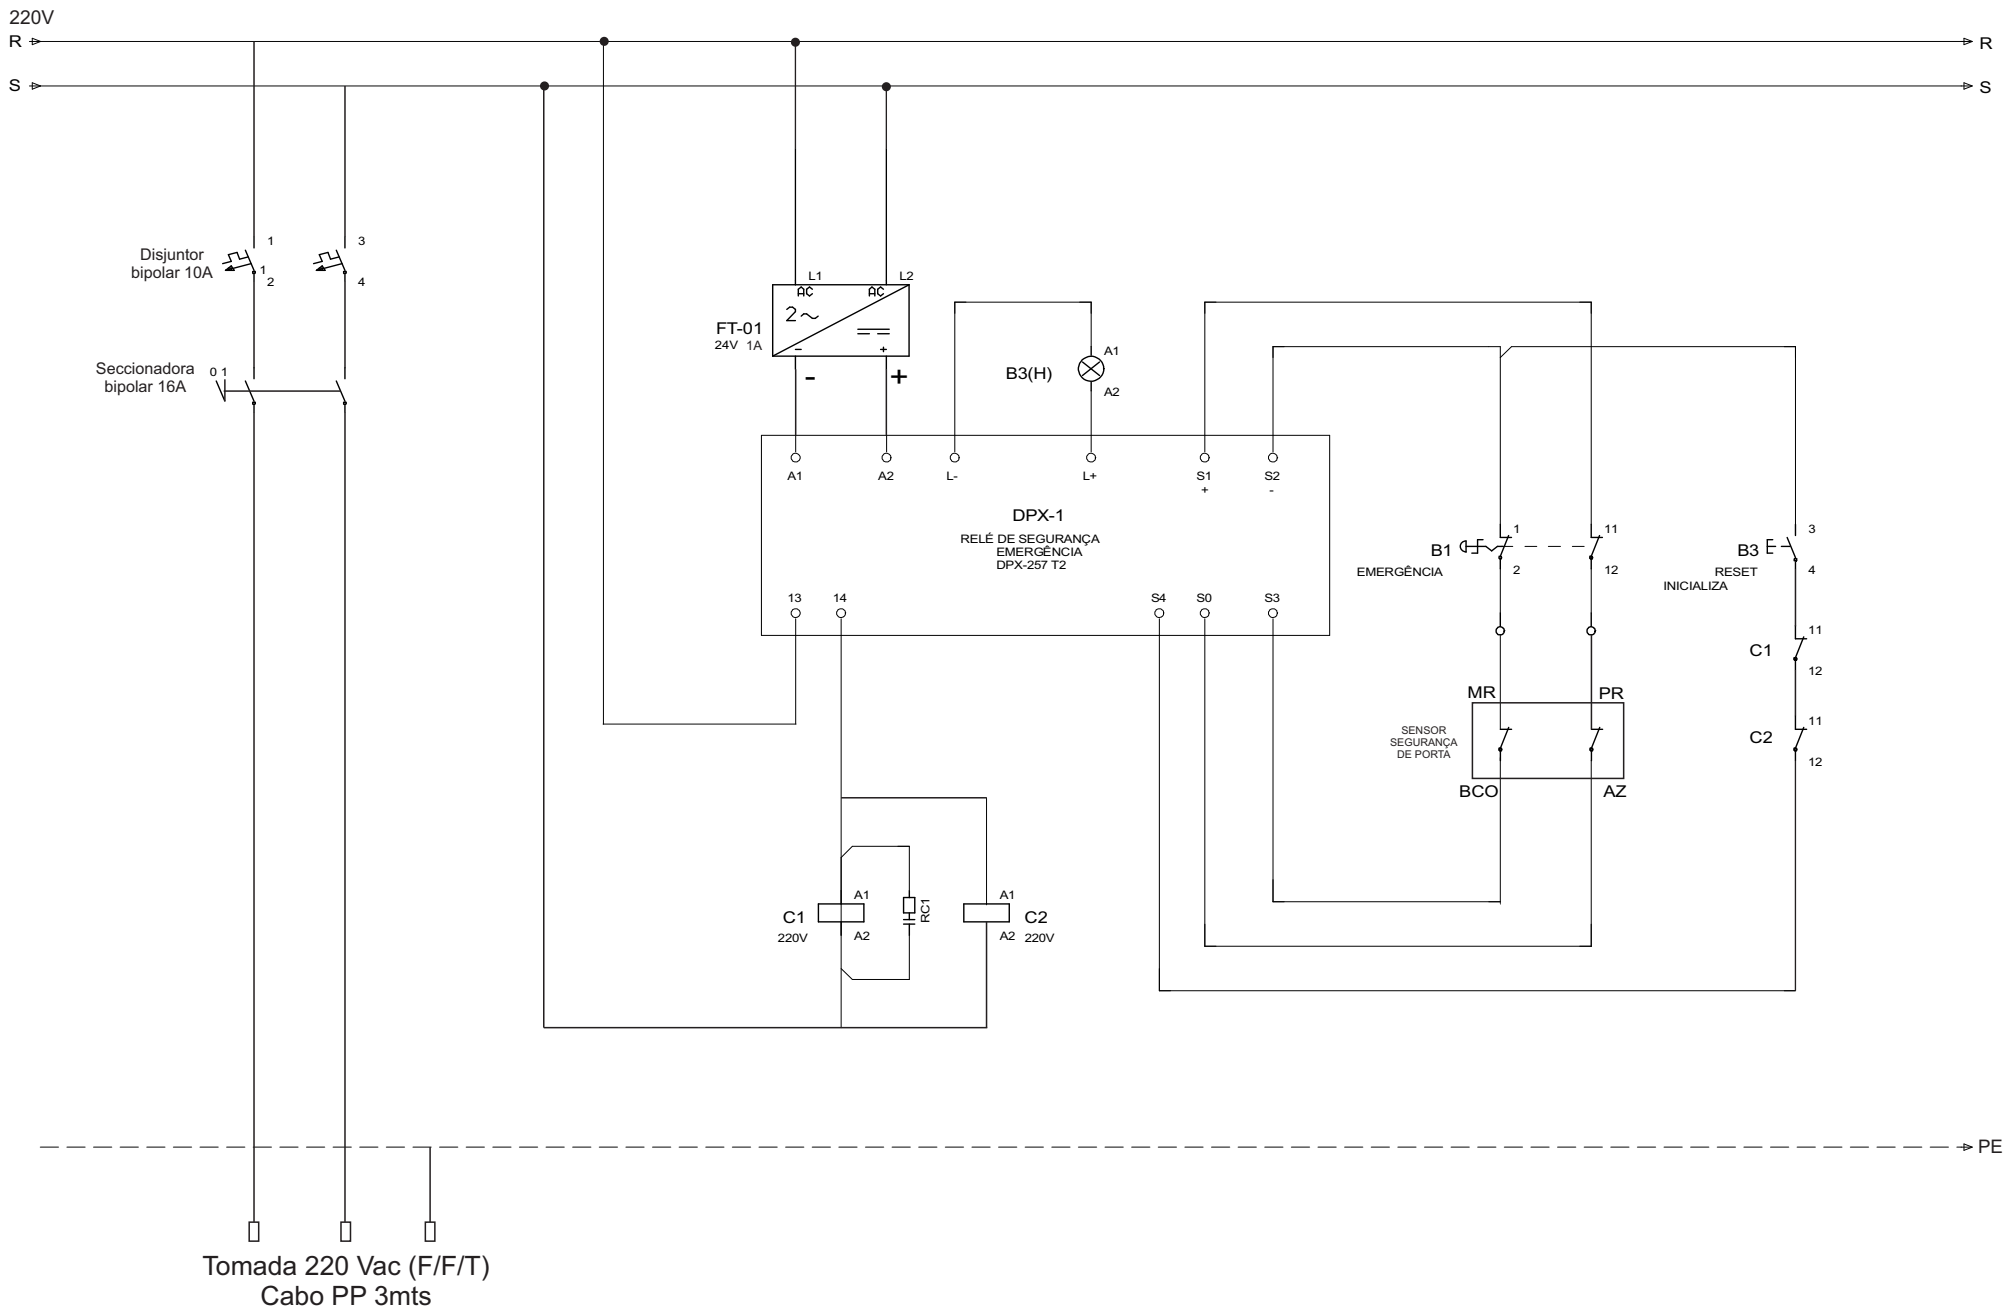 220V
R
R
S
S
1
3
Disjuntor
bipolar 10A
1
2
4
L1
L2
AC
AC
2~
FT-01
24V 1A
-
+
-
+
Seccionadora
bipolar 16A
0 1
B3(H)
A1
A2
A1
A2
L-
L+
S1
+
S2
-
DPX-1
RELÉ DE SEGURANÇA
EMERGÊNCIA
DPX-257 T2
13
14
S4
S0
S3
B1
EMERGÊNCIA
1
2
11
12
B3
RESET
INICIALIZA
3
4
C1
11
12
MR
PR
SENSOR
SEGURANÇA
DE PORTA
BCO
AZ
C2
11
12
C1
220V
A1
A2
RC1
A1
A2
C2
220V
PE
Tomada 220 Vac (F/F/T)
Cabo PP 3mts